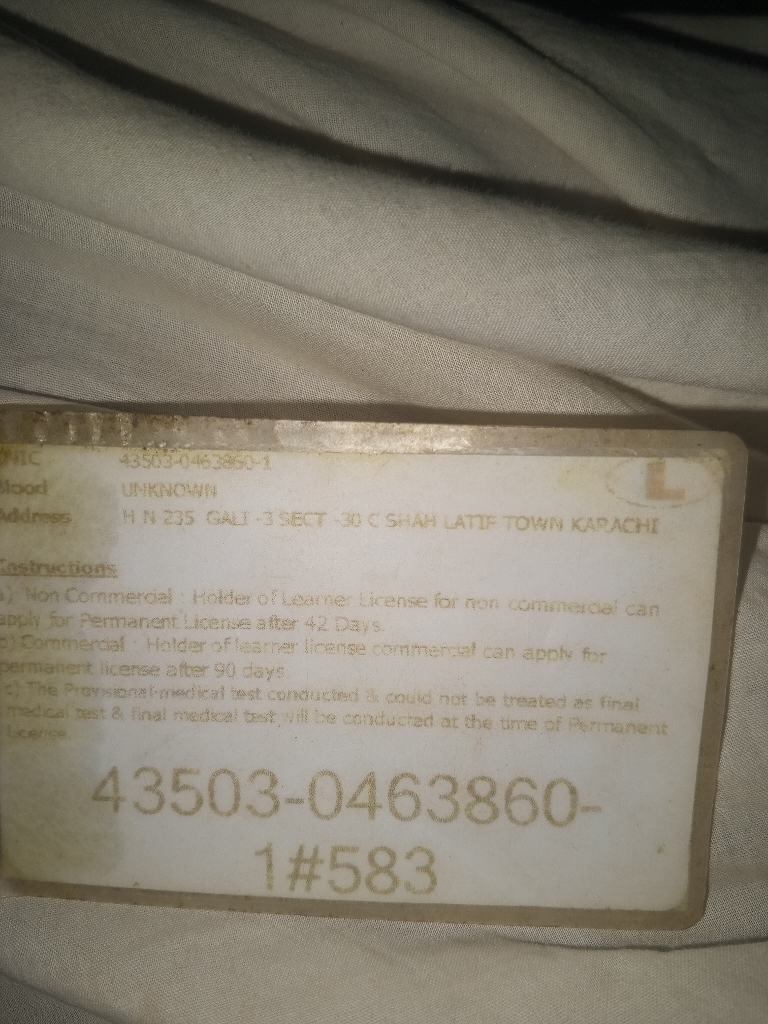 NIC 43503-0463860-1
L
Blood UNKNOWN
Address H N 235 GALI -3 SECT -30 C SHAH LATIF TOWN KARACHI
Instructions
a) Non Commercial : Holder of Learner License for non commercial can
apply for Permanent License after 42 Days.
b) Commercial : Holder of learner license commercial can apply for
permanent license after 90 days.
c) The Provisional medical test conducted & could not be treated as final
medical test & final medical test will be conducted at the time of Permanent
License.
43503-0463860-
1#583